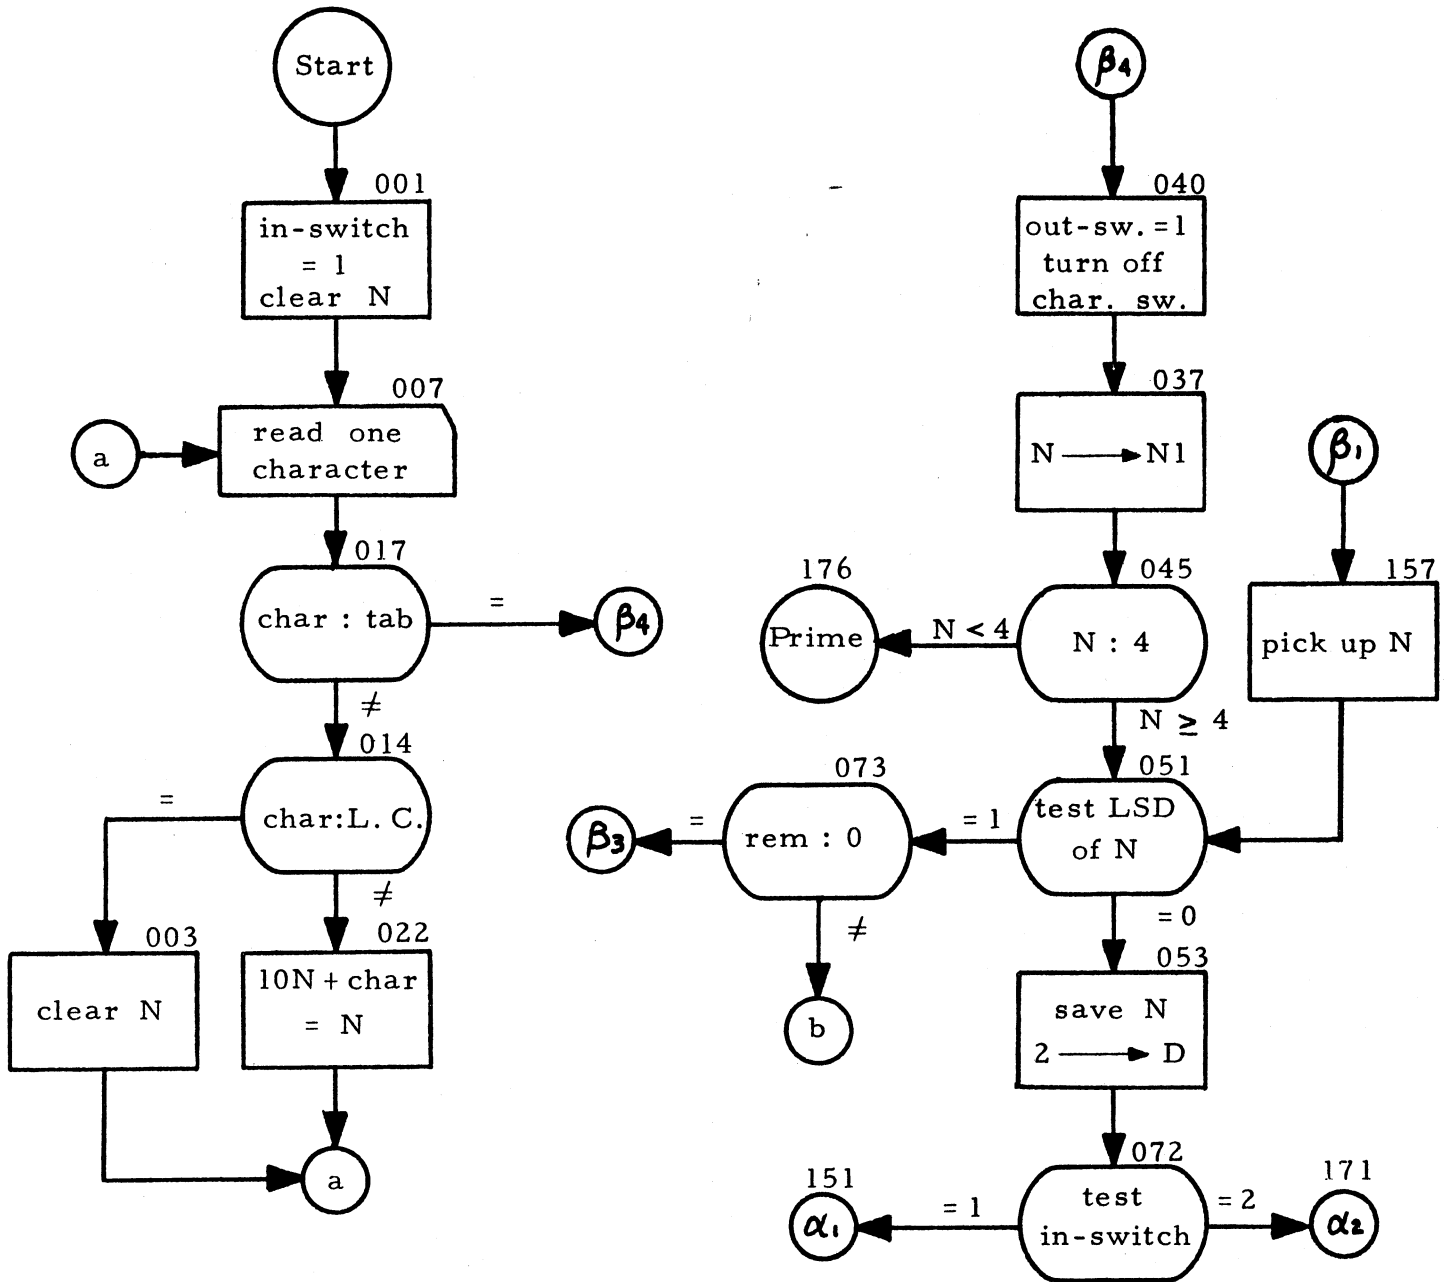 Start
001
in-switch
= 1
clear N
007
a
read one
character
017
char : tab
=
β4
≠
014
char:L. C.
=
≠
003
clear N
022
10N + char
= N
a
β4
040
out-sw. = 1
turn off
char. sw.
037
N → N1
β1
157
pick up N
176
Prime
N < 4
045
N : 4
N ≥ 4
051
test LSD
of N
= 1
073
rem : 0
=
β3
≠
b
= 0
053
save N
2 → D
072
test
in-switch
= 1
151
α1
= 2
171
α2